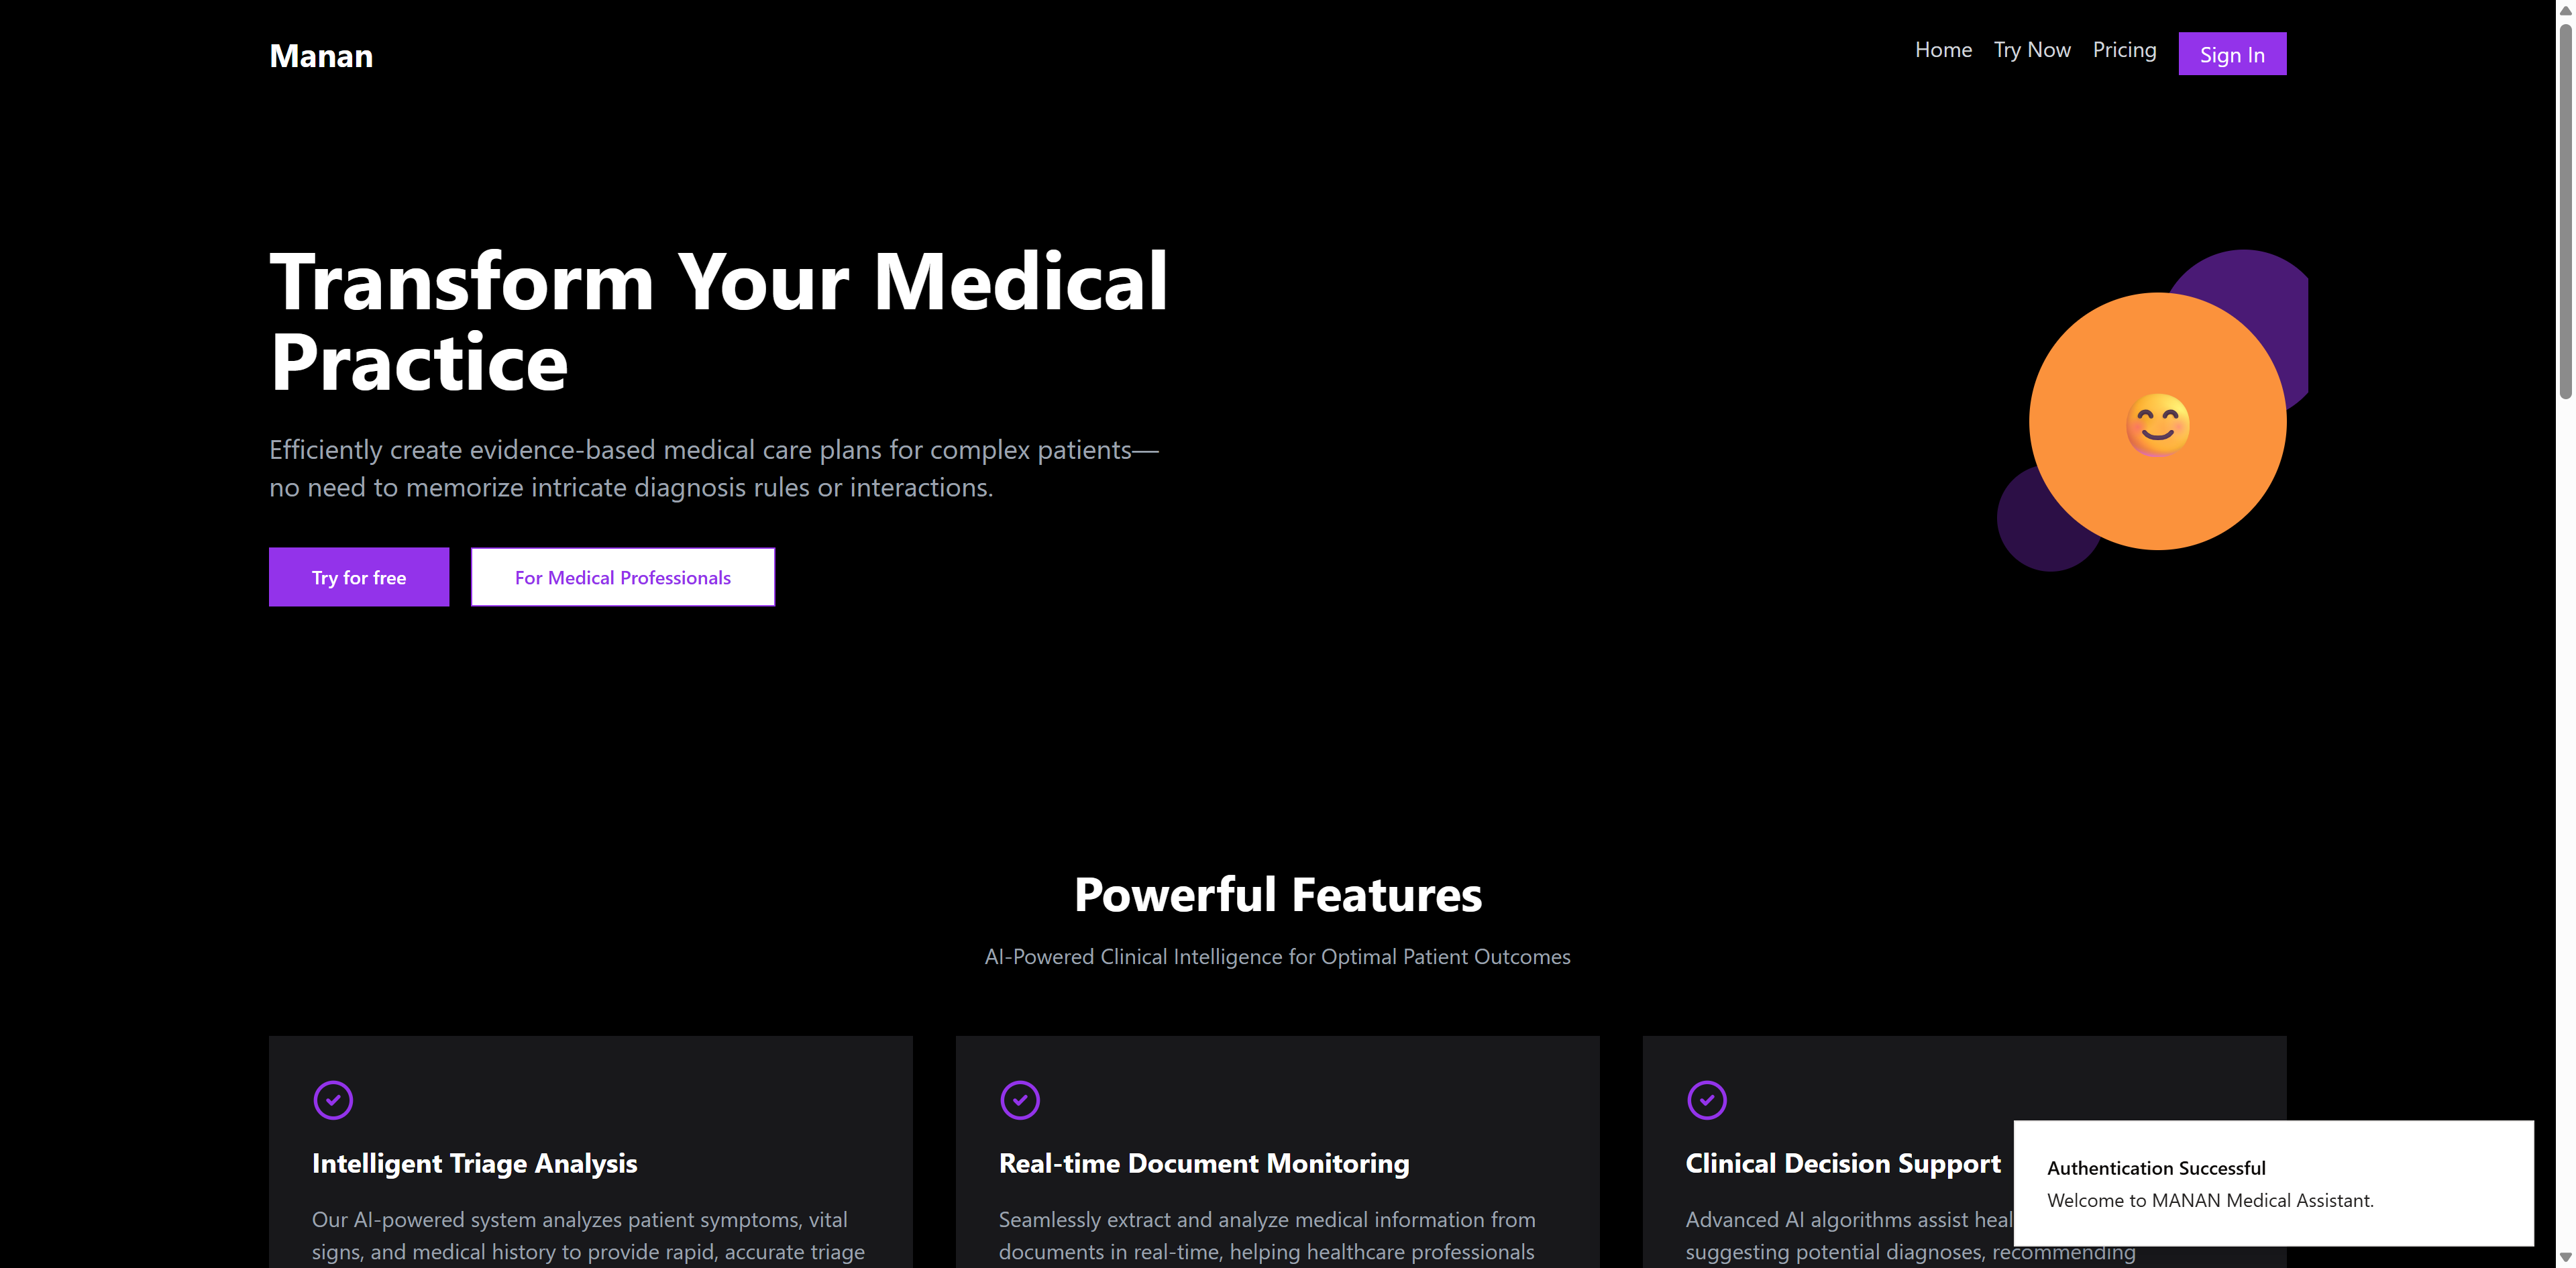 Manan
Home
Try Now
Pricing
Sign In
Transform Your Medical
Practice
Efficiently create evidence-based medical care plans for complex patients—
no need to memorize intricate diagnosis rules or interactions.
Try for free
For Medical Professionals
Powerful Features
AI-Powered Clinical Intelligence for Optimal Patient Outcomes
Intelligent Triage Analysis
Our AI-powered system analyzes patient symptoms, vital
signs, and medical history to provide rapid, accurate triage
Real-time Document Monitoring
Seamlessly extract and analyze medical information from
documents in real-time, helping healthcare professionals
Clinical Decision Support
Advanced AI algorithms assist heal
suggesting potential diagnoses, recommending
Authentication Successful
Welcome to MANAN Medical Assistant.